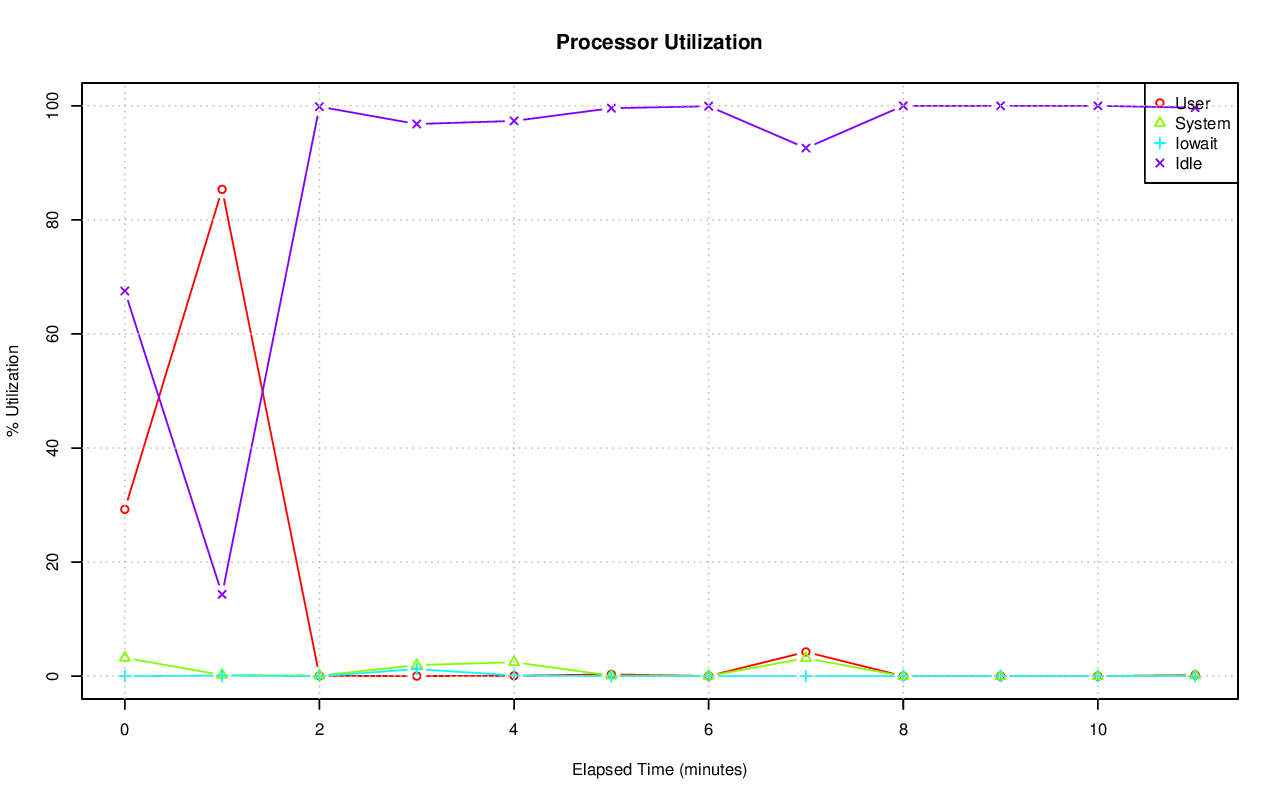 Processor Utilization
% Utilization
100
80
60
40
20
0
User
System
Iowait
Idle
0 2 4 6 8 10
Elapsed Time (minutes)